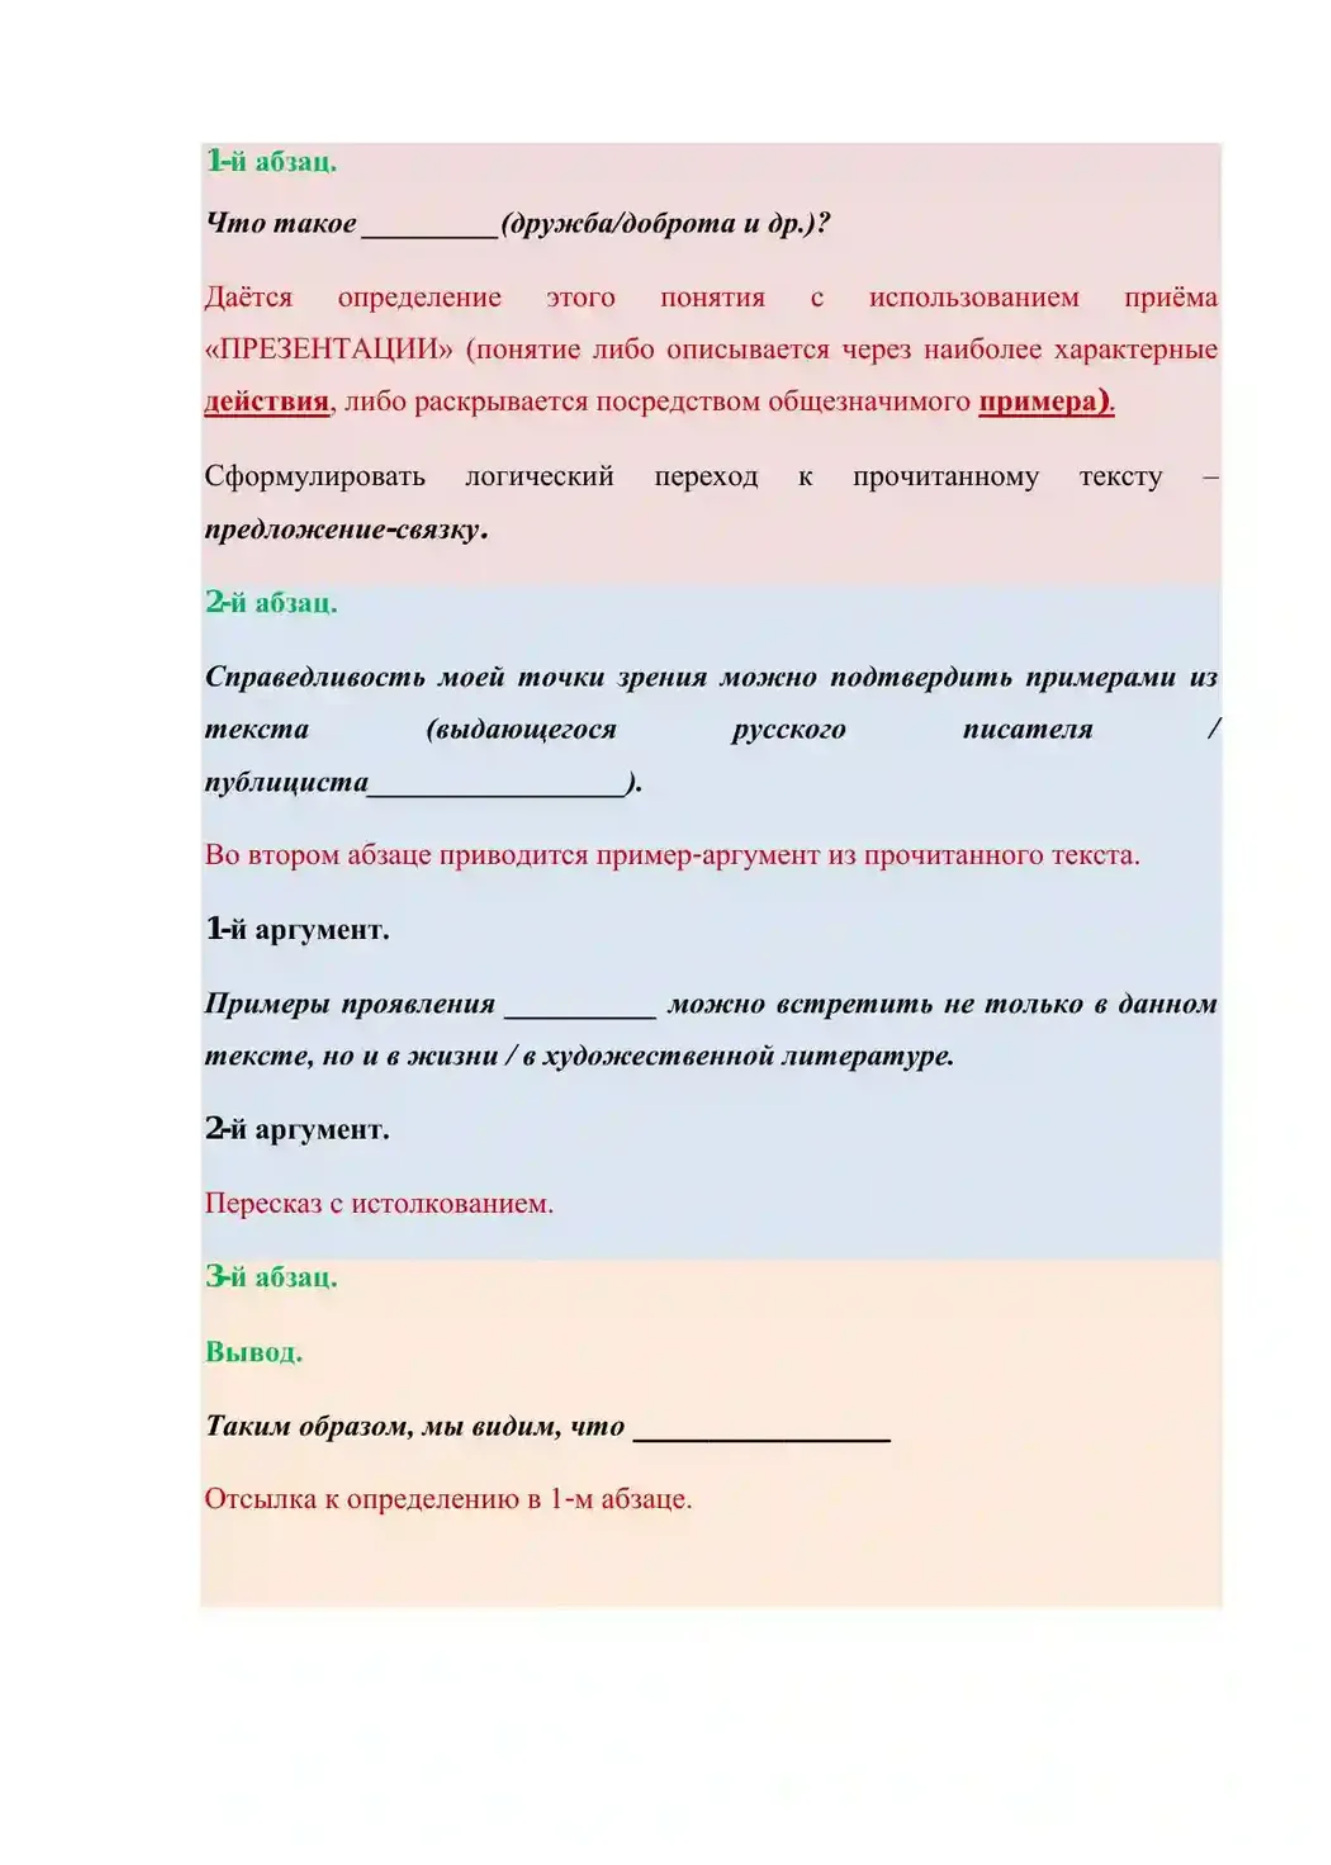 1-й абзац.
Что такое _________(дружба/доброта и др.)?
Даётся определение этого понятия с использованием приёма
«ПРЕЗЕНТАЦИИ» (понятие либо описывается через наиболее характерные
действия, либо раскрывается посредством общезначимого примера).
Сформулировать логический переход к прочитанному тексту –
предложение-связку.
2-й абзац.
Справедливость моей точки зрения можно подтвердить примерами из
текста (выдающегося русского писателя /
публициста_________________).
Во втором абзаце приводится пример-аргумент из прочитанного текста.
1-й аргумент.
Примеры проявления __________ можно встретить не только в данном
тексте, но и в жизни / в художественной литературе.
2-й аргумент.
Пересказ с истолкованием.
3-й абзац.
Вывод.
Таким образом, мы видим, что _________________
Отсылка к определению в 1-м абзаце.